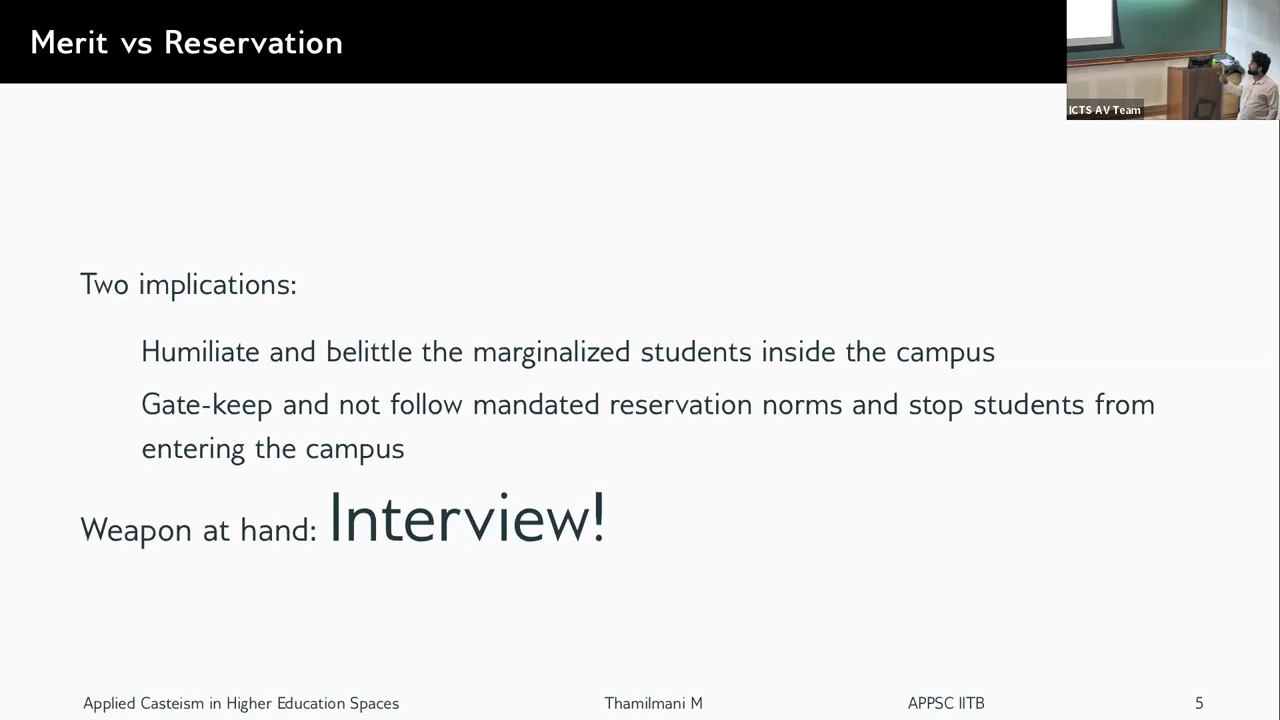 Merit vs Reservation
ICTS AV Team
Two implications:
Humiliate and belittle the marginalized students inside the campus
Gate-keep and not follow mandated reservation norms and stop students from
entering the campus
Weapon at hand: Interview!
Applied Casteism in Higher Education Spaces Thamilmani M APPSC IITB 5